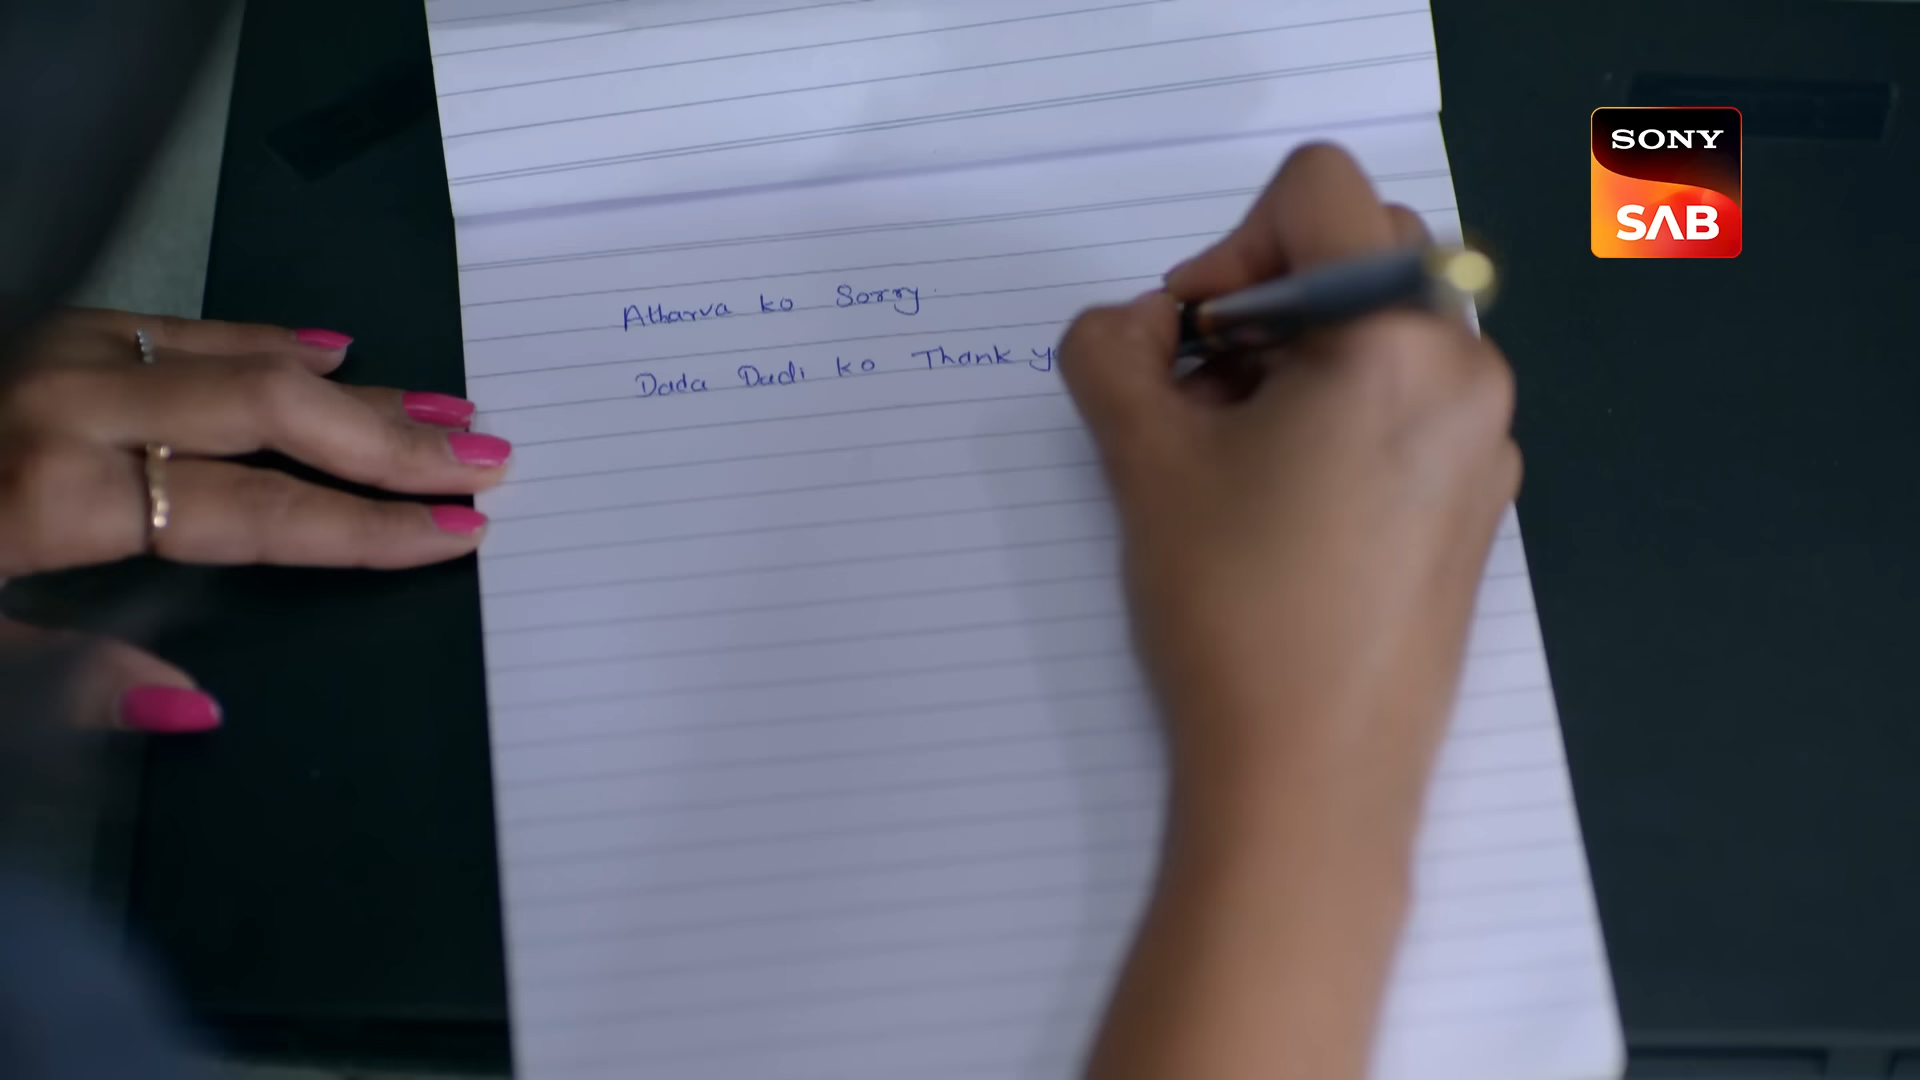 SONY
SAB
Atharva ko Sorry.
Dada Dadi ko Thank